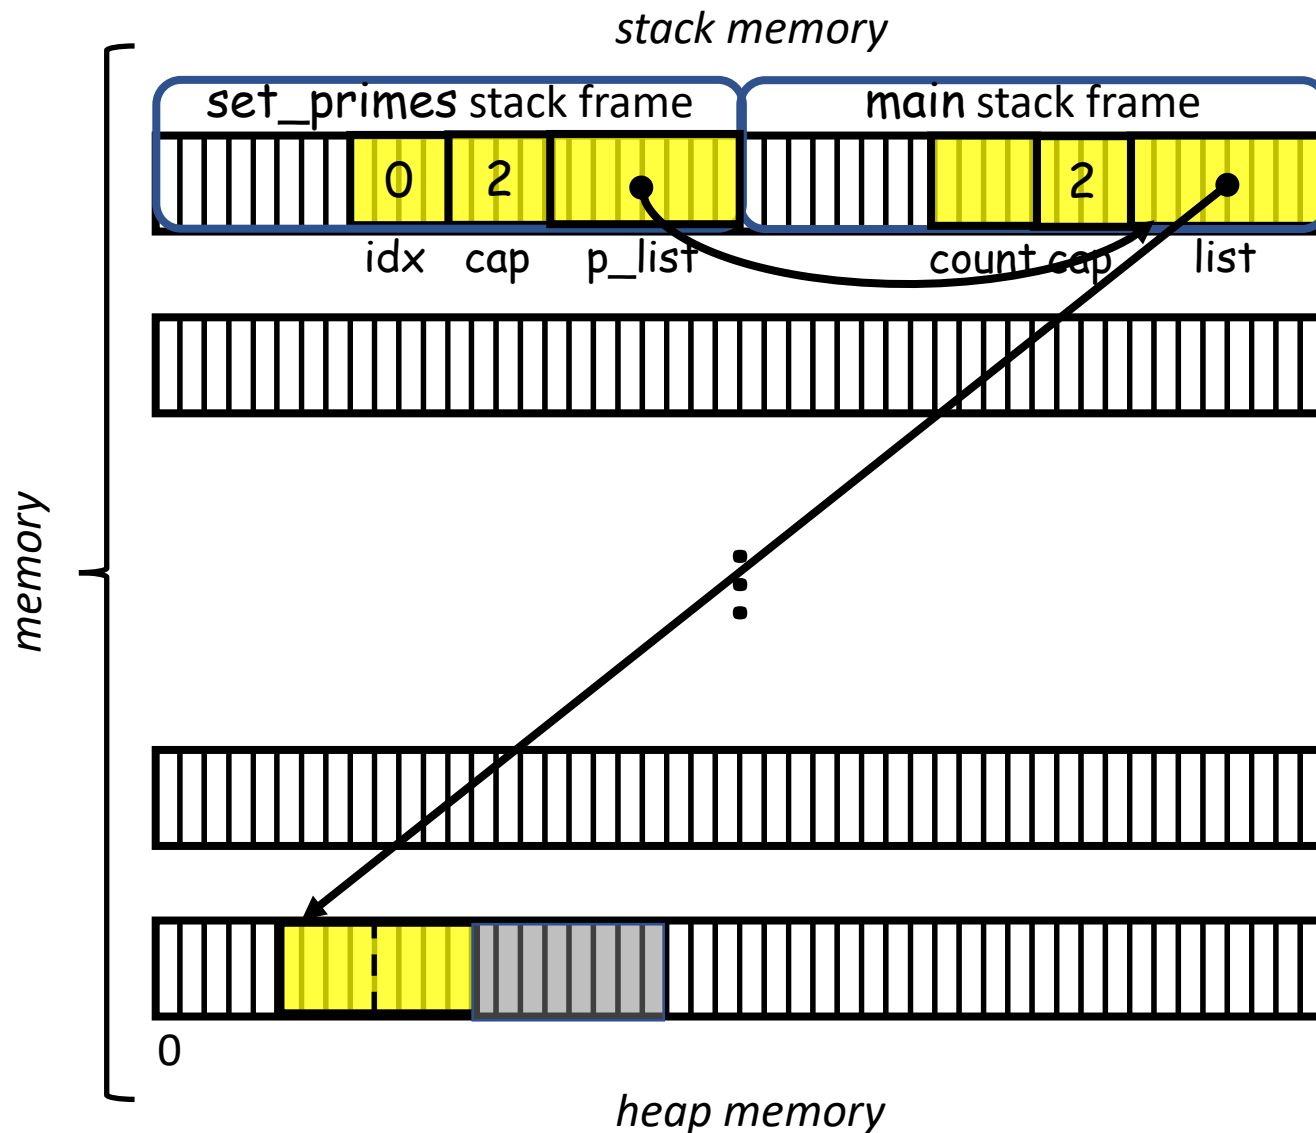 stack memory
set_primes stack frame
main stack frame
0 2
2
idx cap p_list
count cap list
memory
0
heap memory